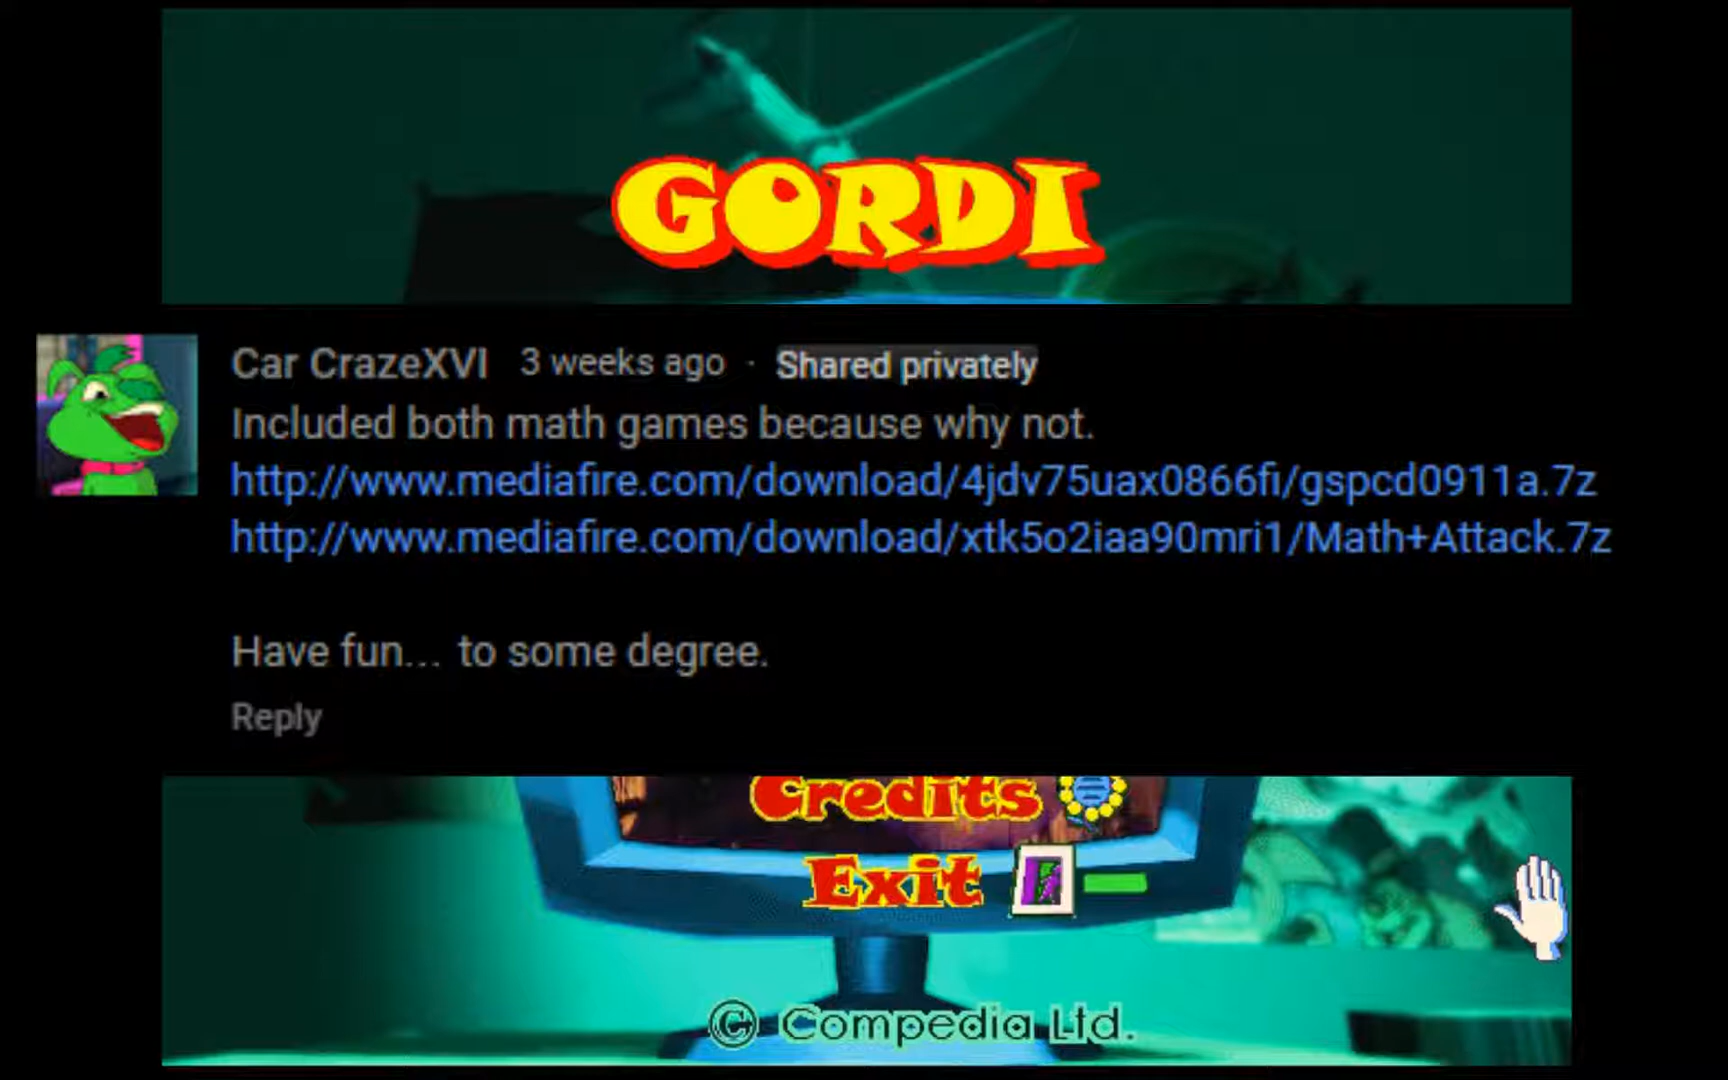 GORDI
Car CrazeXVI 3 weeks ago · Shared privately
Included both math games because why not.
http://www.mediafire.com/download/4jdv75uax0866fi/gspcd0911a.7z
http://www.mediafire.com/download/xtk5o2iaa90mri1/Math+Attack.7z
Have fun... to some degree.
Reply
Credits
Exit
© Compedia Ltd.